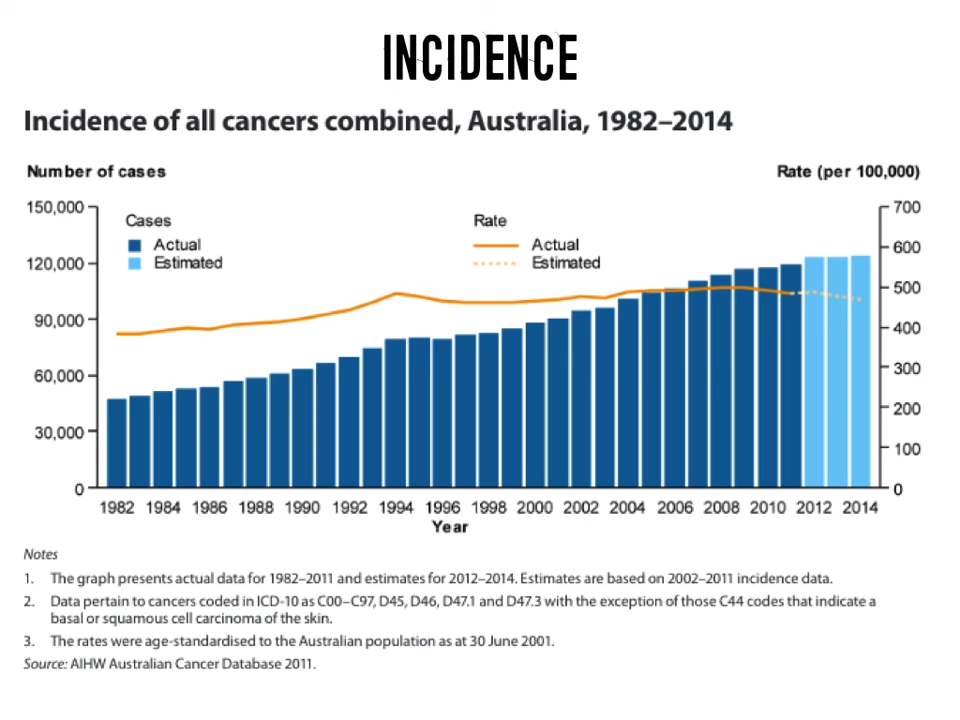 INCIDENCE
Incidence of all cancers combined, Australia, 1982–2014
Number of cases
Rate (per 100,000)
150,000
700
Cases
Rate
Actual
Actual
600
120,000
Estimated
Estimated
500
90,000
400
60,000
300
200
30,000
100
0
0
1982 1984 1986 1988 1990 1992 1994 1996 1998 2000 2002 2004 2006 2008 2010 2012 2014
Year
Notes
1. The graph presents actual data for 1982–2011 and estimates for 2012–2014. Estimates are based on 2002–2011 incidence data.
2. Data pertain to cancers coded in ICD-10 as C00–C97, D45, D46, D47.1 and D47.3 with the exception of those C44 codes that indicate a
basal or squamous cell carcinoma of the skin.
3. The rates were age-standardised to the Australian population as at 30 June 2001.
Source: AIHW Australian Cancer Database 2011.